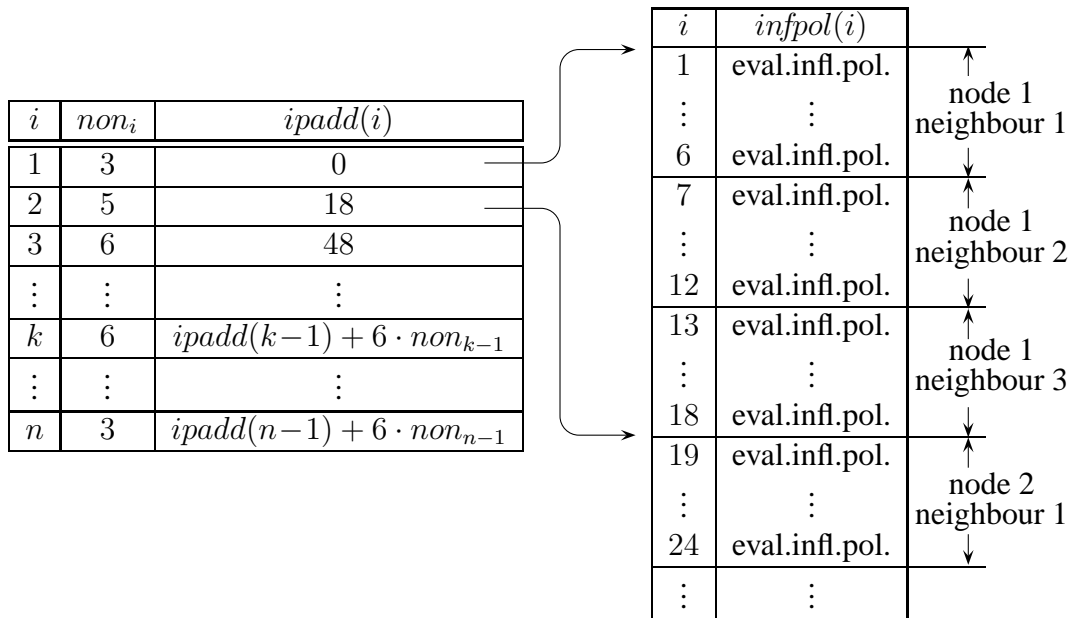 i non_i ipadd(i)
1 3 0
2 5 18
3 6 48
⋮ ⋮ ⋮
k 6 ipadd(k−1) + 6 · non_{k−1}
⋮ ⋮ ⋮
n 3 ipadd(n−1) + 6 · non_{n−1}
i infpol(i)
1 eval.infl.pol.
⋮ ⋮
6 eval.infl.pol.
node 1
neighbour 1
7 eval.infl.pol.
⋮ ⋮
12 eval.infl.pol.
node 1
neighbour 2
13 eval.infl.pol.
⋮ ⋮
18 eval.infl.pol.
node 1
neighbour 3
19 eval.infl.pol.
⋮ ⋮
24 eval.infl.pol.
node 2
neighbour 1
⋮ ⋮